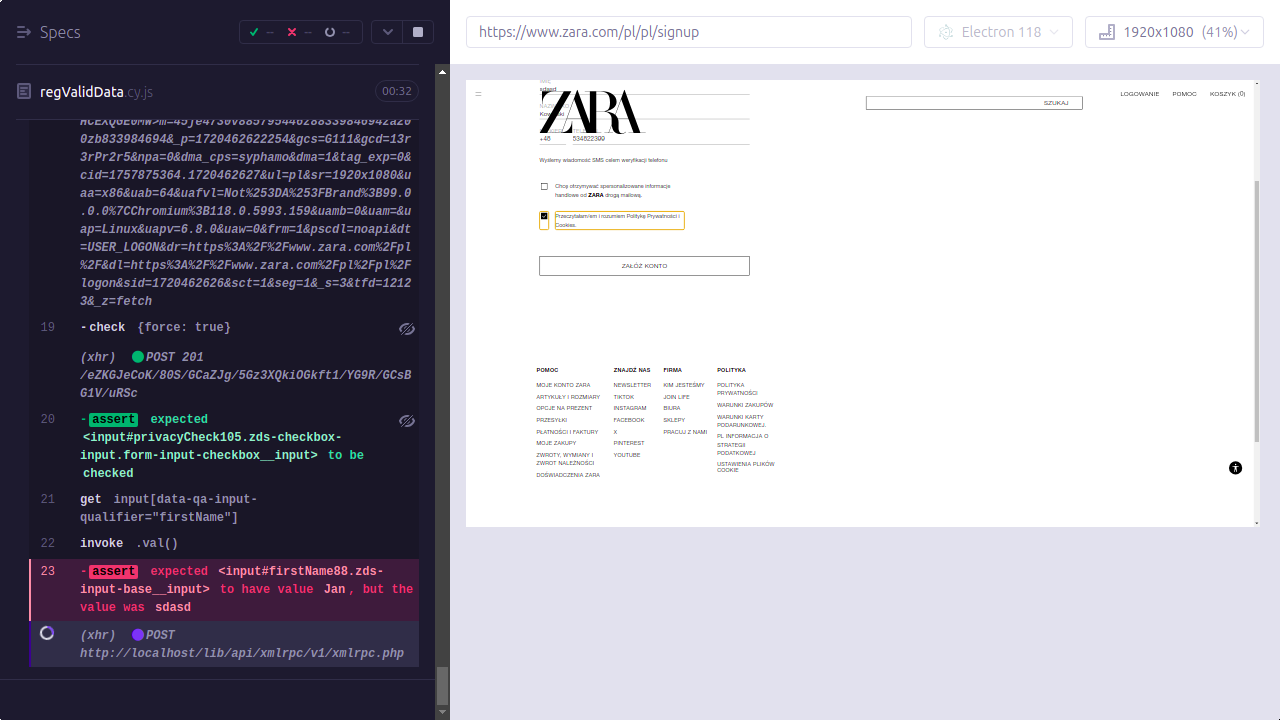 Specs
--
--
--
https://www.zara.com/pl/pl/signup
Electron 118
1920x1080 (41%)
regValidData.cy.js
00:32
0zb833984694&_p=1720462622254&gcs=G111&gcd=13r
3rPr2r5&npa=0&dma_cps=syphamo&dma=1&tag_exp=0&
cid=1757875364.1720462627&ul=pl&sr=1920x1080&u
aa=x86&uab=64&uafvl=Not%253DA%253FBrand%3B99.0
.0.0%7CChromium%3B118.0.5993.159&uamb=0&uam=&u
ap=Linux&uapv=6.8.0&uaw=0&frm=1&pscdl=noapi&dt
=USER_LOGON&dr=https%3A%2F%2Fwww.zara.com%2Fpl
%2F&dl=https%3A%2F%2Fwww.zara.com%2Fpl%2Fpl%2F
logon&sid=1720462626&sct=1&seg=1&_s=3&tfd=1212
3&_z=fetch
19 -check {force: true}
(xhr) POST 201
/eZKGJeCoK/80S/GCaZJg/5Gz3XQkiOGkft1/YG9R/GCsB
G1V/uRSc
20 -assert expected
<input#privacyCheck105.zds-checkbox-
input.form-input-checkbox__input> to be
checked
21 get input[data-qa-input-
qualifier="firstName"]
22 invoke .val()
23 -assert expected <input#firstName88.zds-
input-base__input> to have value Jan, but the
value was sdasd
(xhr) POST
http://localhost/lib/api/xmlrpc/v1/xmlrpc.php
ZARA
sdasd
+48 534822399
SZUKAJ
LOGOWANIE POMOC KOSZYK (0)
Wyślemy wiadomość SMS celem weryfikacji telefonu
Chcę otrzymywać spersonalizowane informacje
handlowe od ZARA drogą mailową.
Przeczytałam/em i rozumiem Politykę Prywatności i
Cookies.
ZAŁÓŻ KONTO
POMOC
MOJE KONTO ZARA
ARTYKUŁY I ROZMIARY
OPCJE NA PREZENT
PRZESYŁKI
PŁATNOŚCI I FAKTURY
MOJE ZAKUPY
ZWROTY, WYMIANY I
ZWROT NALEŻNOŚCI
DOŚWIADCZENIA ZARA
ZNAJDŹ NAS
NEWSLETTER
TIKTOK
INSTAGRAM
FACEBOOK
X
PINTEREST
YOUTUBE
FIRMA
KIM JESTEŚMY
JOIN LIFE
BIURA
SKLEPY
PRACUJ Z NAMI
POLITYKA
POLITYKA
PRYWATNOŚCI
WARUNKI ZAKUPÓW
WARUNKI KARTY
PODARUNKOWEJ.
PL INFORMACJA O
STRATEGII
PODATKOWEJ
USTAWIENIA PLIKÓW
COOKIE